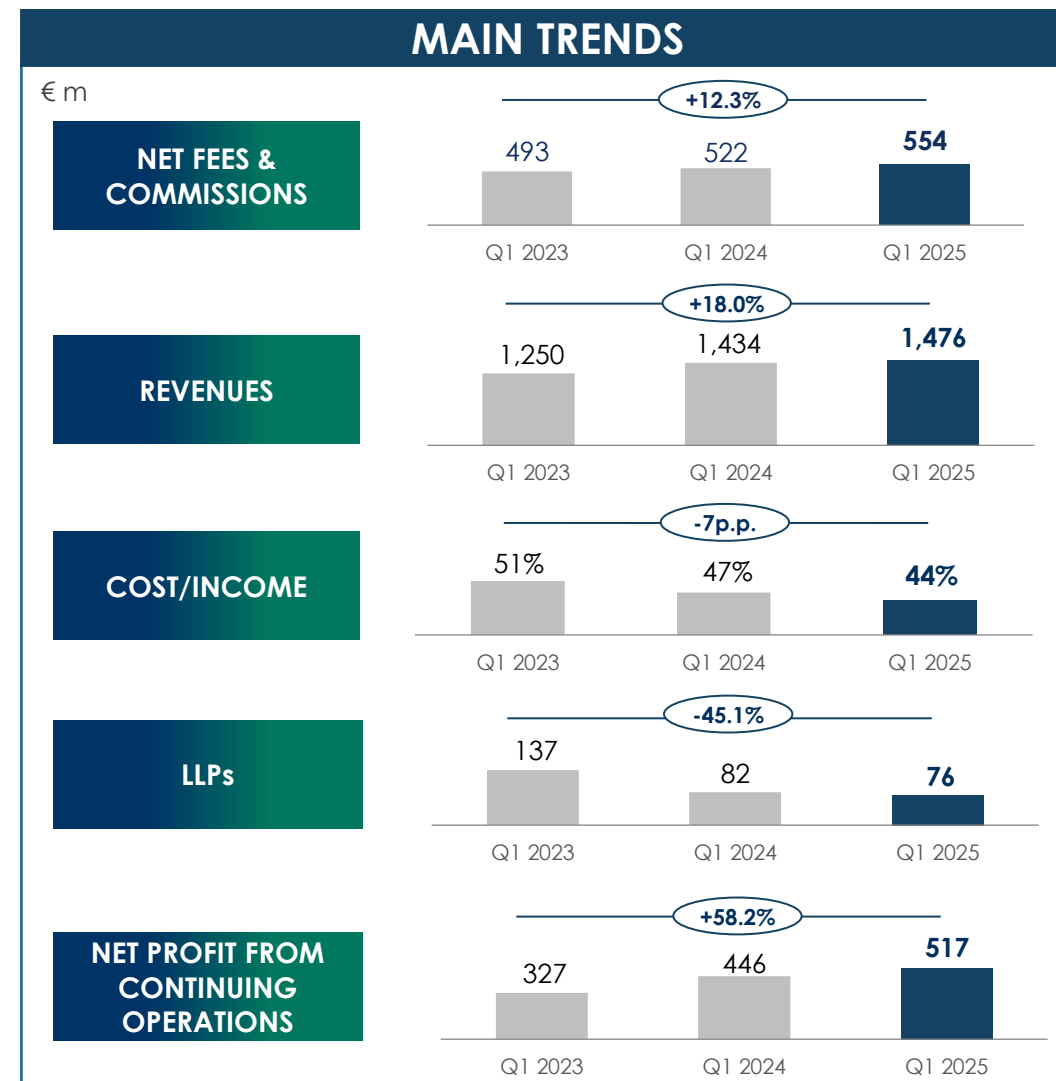 MAIN TRENDS
€ m
NET FEES &
COMMISSIONS
+12.3%
493
522
554
Q1 2023
Q1 2024
Q1 2025
REVENUES
+18.0%
1,250
1,434
1,476
Q1 2023
Q1 2024
Q1 2025
COST/INCOME
-7p.p.
51%
47%
44%
Q1 2023
Q1 2024
Q1 2025
LLPs
-45.1%
137
82
76
Q1 2023
Q1 2024
Q1 2025
NET PROFIT FROM
CONTINUING
OPERATIONS
+58.2%
327
446
517
Q1 2023
Q1 2024
Q1 2025